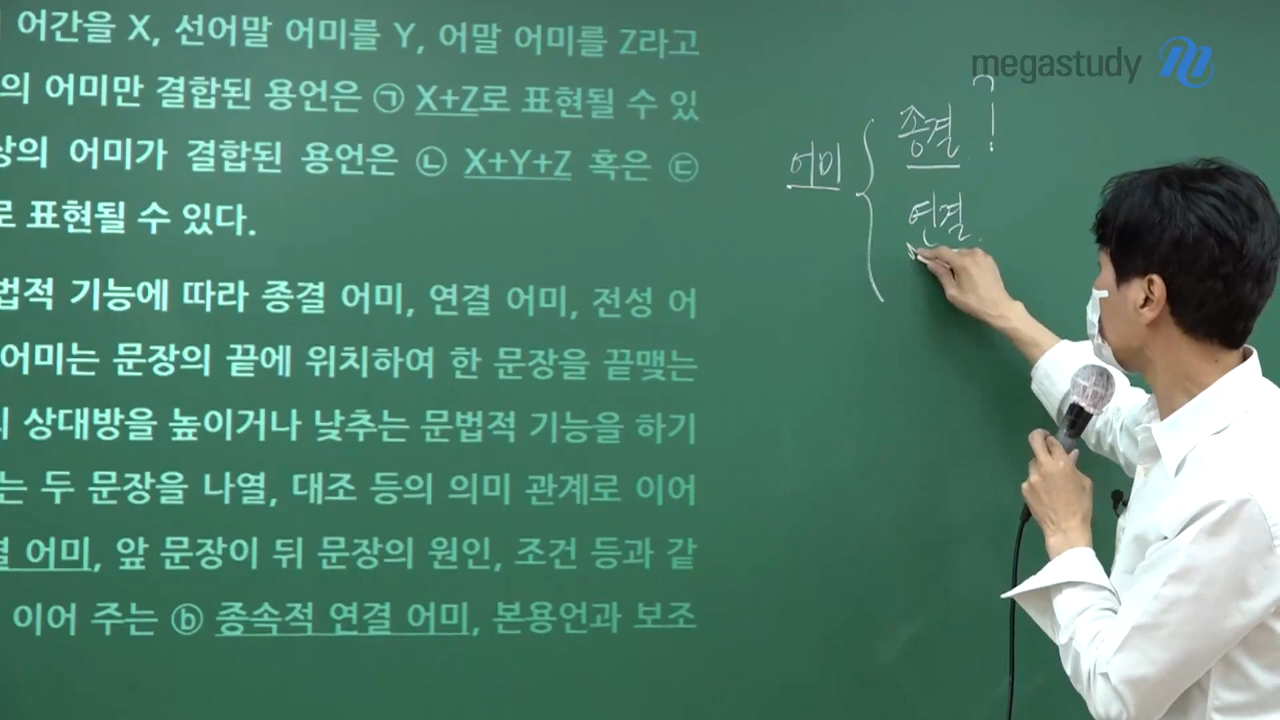 어간을 X, 선어말 어미를 Y, 어말 어미를 Z라고
의 어미만 결합된 용언은 ㉠ X+Z로 표현될 수 있
상의 어미가 결합된 용언은 ㉡ X+Y+Z 혹은 ㉢
로 표현될 수 있다.
법적 기능에 따라 종결 어미, 연결 어미, 전성 어
어미는 문장의 끝에 위치하여 한 문장을 끝맺는
상대방을 높이거나 낮추는 문법적 기능을 하기
는 두 문장을 나열, 대조 등의 의미 관계로 이어
결 어미, 앞 문장이 뒤 문장의 원인, 조건 등과 같
이어 주는 ⓑ 종속적 연결 어미, 본용언과 보조
megastudy
어미
종결
연결